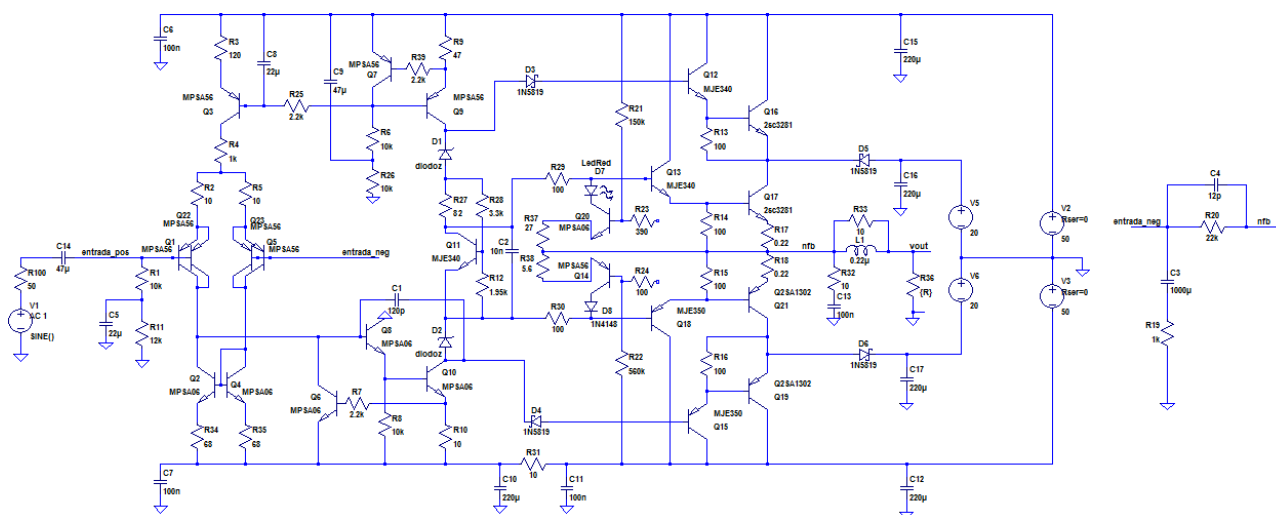 C6
100n
R3
120
C8
22µ
MPSA56
Q3
R25
2.2k
R4
1k
C9
47µ
MPSA56
Q7
R39
2.2k
R9
47
MPSA56
Q9
R6
10k
R26
10k
D1
diodoz
D3
1N5819
R21
150k
Q12
MJE340
Q16
2sc3281
R13
100
C15
220µ
D5
1N5819
C16
220µ
R2
10
R5
10
Q22
MPSA56
Q1
MPSA56
Q23
MPSA56
Q5
MPSA56
C14
47µ
entrada_pos
entrada_neg
R100
50
V1
AC 1
SINE()
R1
10k
C5
22µ
R11
12k
R27
82
R28
3.3k
Q11
MJE340
C2
10n
R12
1.95k
R29
100
LedRed
D7
Q13
MJE340
R37
27
Q20
MPSA06
R23
390
R38
5.6
MPSA56
Q14
R24
100
R14
100
R15
100
Q17
2sc3281
R17
0.22
R18
0.22
nfb
R33
10
L1
0.22µ
vout
R32
10
C13
100n
R36
{R}
V5
20
V6
20
V2
Rser=0
50
V3
Rser=0
50
C4
12p
entrada_neg
R20
22k
nfb
C3
1000µ
R19
1k
C1
120p
Q8
MPSA06
D2
diodoz
Q10
MPSA06
R30
100
D8
1N4148
MJE350
Q18
Q2SA1302
Q21
R16
100
Q2SA1302
Q19
D6
1N5819
C17
220µ
Q2
MPSA06
Q4
MPSA06
Q6
MPSA06
R7
2.2k
R8
10k
R10
10
D4
1N5819
R22
560k
MJE350
Q15
R34
68
R35
68
C7
100n
C10
220µ
R31
10
C11
100n
C12
220µ